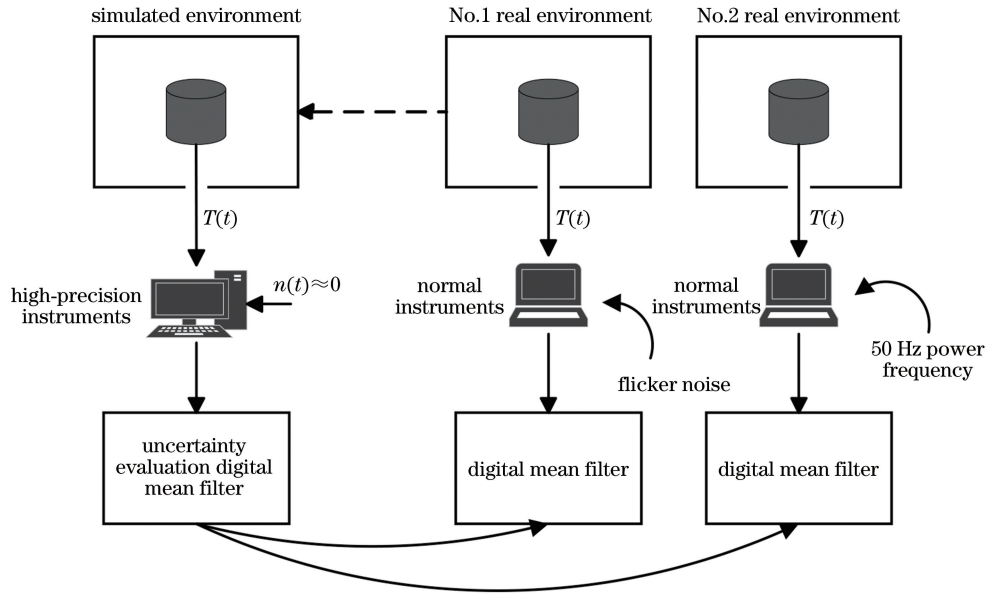 simulated environment
No.1 real environment
No.2 real environment
T(t)
T(t)
T(t)
high-precision
instruments
n(t)≈0
normal
instruments
flicker noise
normal
instruments
50 Hz power
frequency
uncertainty
evaluation digital
mean filter
digital mean filter
digital mean filter